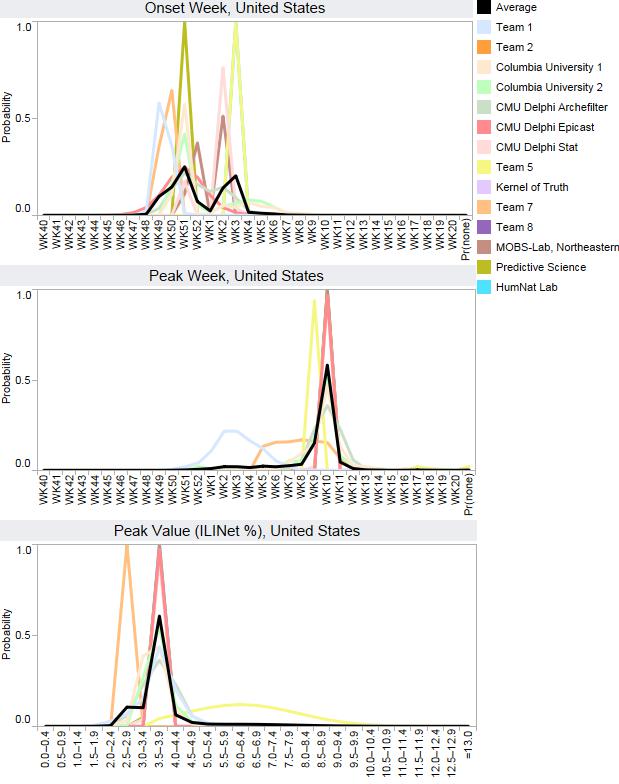 Onset Week, United States
1.0
0.5
0.0
Probability
WK40
WK41
WK42
WK43
WK44
WK45
WK46
WK47
WK48
WK49
WK50
WK51
WK52
WK1
WK2
WK3
WK4
WK5
WK6
WK7
WK8
WK9
WK10
WK11
WK12
WK13
WK14
WK15
WK16
WK17
WK18
WK19
WK20
Pr(none)
Average
Team 1
Team 2
Columbia University 1
Columbia University 2
CMU Delphi Archefilter
CMU Delphi Epicast
CMU Delphi Stat
Team 5
Kernel of Truth
Team 7
Team 8
MOBS-Lab, Northeastern
Predictive Science
HumNat Lab
Peak Week, United States
1.0
0.5
0.0
Probability
WK40
WK41
WK42
WK43
WK44
WK45
WK46
WK47
WK48
WK49
WK50
WK51
WK52
WK1
WK2
WK3
WK4
WK5
WK6
WK7
WK8
WK9
WK10
WK11
WK12
WK13
WK14
WK15
WK16
WK17
WK18
WK19
WK20
Pr(none)
Peak Value (ILINet %), United States
1.0
0.5
0.0
Probability
0.0–0.4
0.5–0.9
1.0–1.4
1.5–1.9
2.0–2.4
2.5–2.9
3.0–3.4
3.5–3.9
4.0–4.4
4.5–4.9
5.0–5.4
5.5–5.9
6.0–6.4
6.5–6.9
7.0–7.4
7.5–7.9
8.0–8.4
8.5–8.9
9.0–9.4
9.5–9.9
10.0–10.4
10.5–10.9
11.0–11.4
11.5–11.9
12.0–12.4
12.5–12.9
=13.0